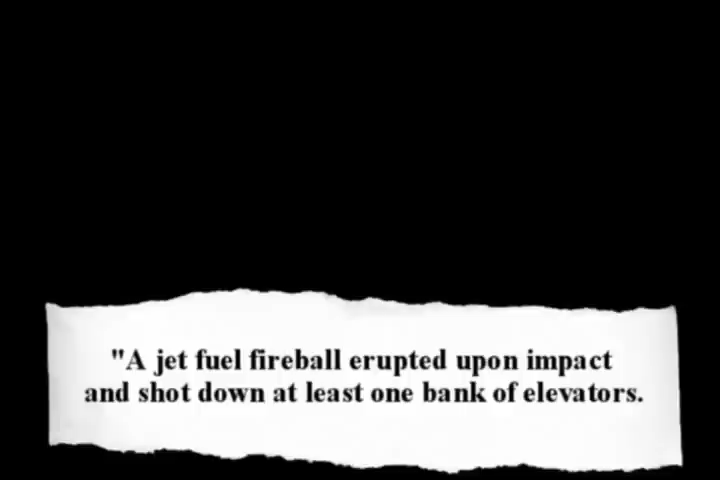 "A jet fuel fireball erupted upon impact
and shot down at least one bank of elevators.